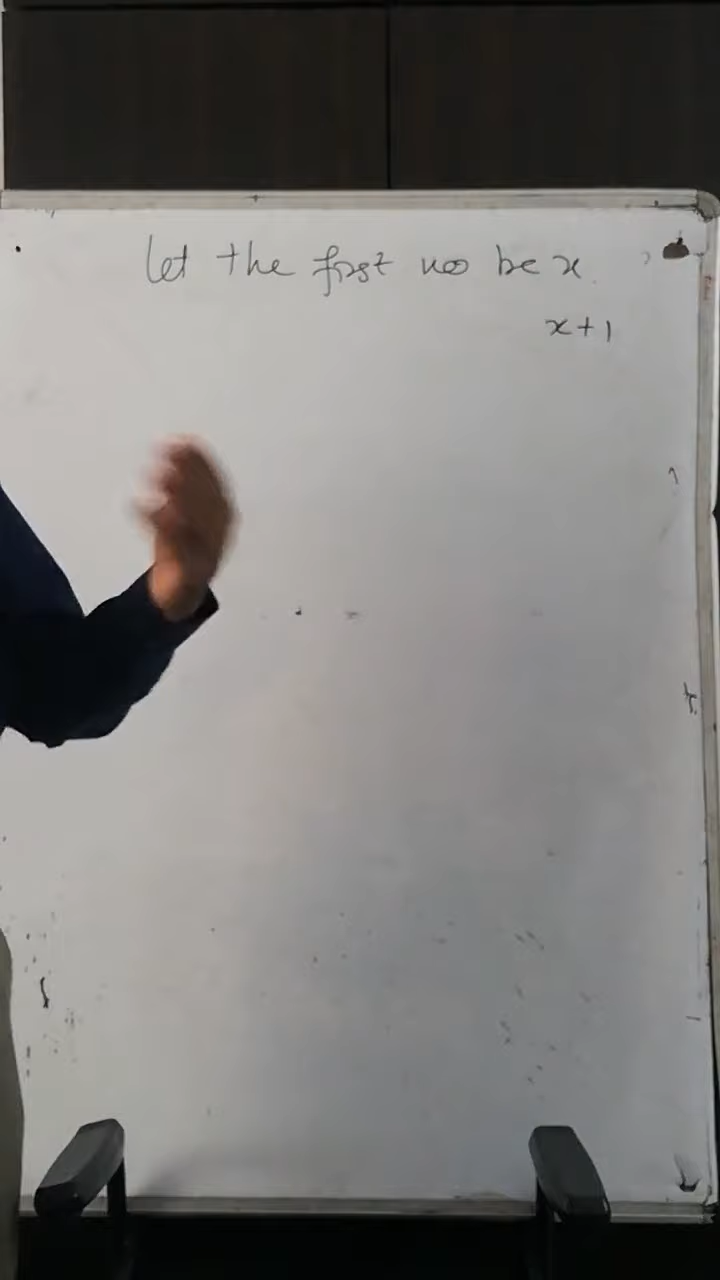 let the first no be x.
x+1